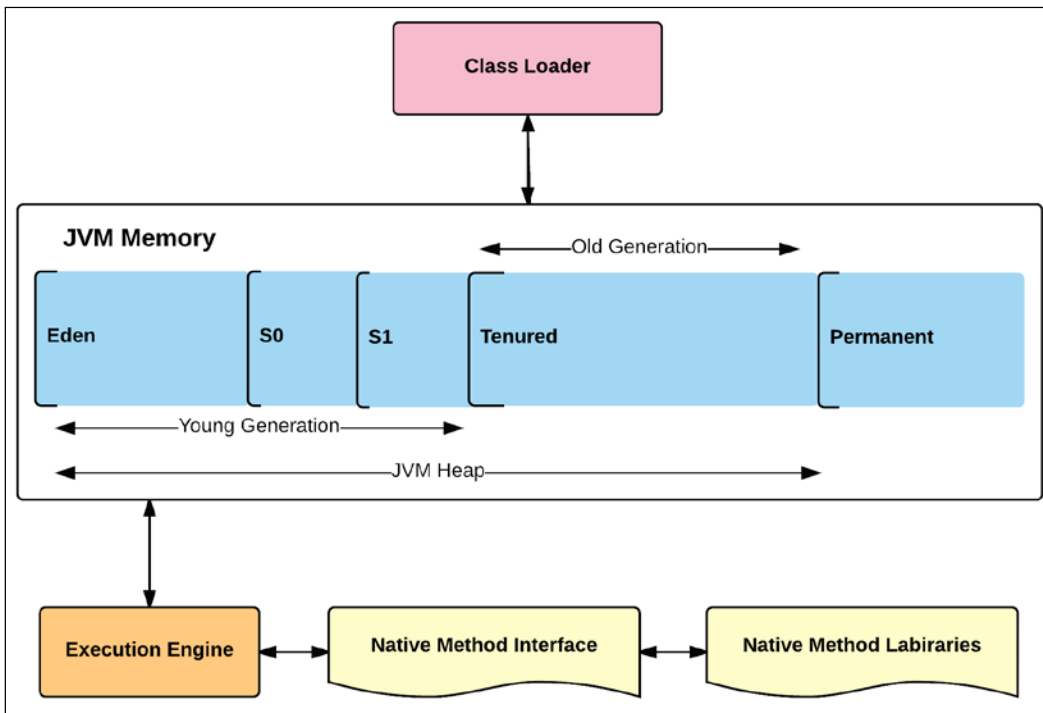 Class Loader
JVM Memory
Old Generation
Eden
S0
S1
Tenured
Permanent
Young Generation
JVM Heap
Execution Engine
Native Method Interface
Native Method Labiraries